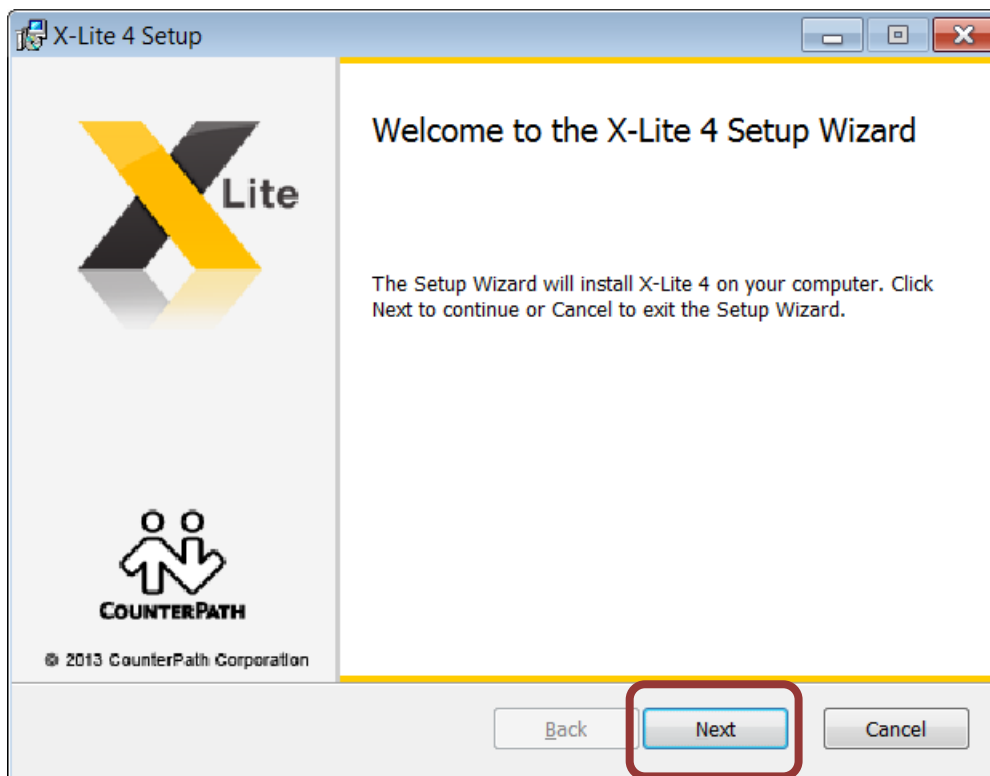 X-Lite 4 Setup
Lite
Welcome to the X-Lite 4 Setup Wizard
The Setup Wizard will install X-Lite 4 on your computer. Click
Next to continue or Cancel to exit the Setup Wizard.
COUNTERPATH
© 2013 CounterPath Corporation
Back
Next
Cancel